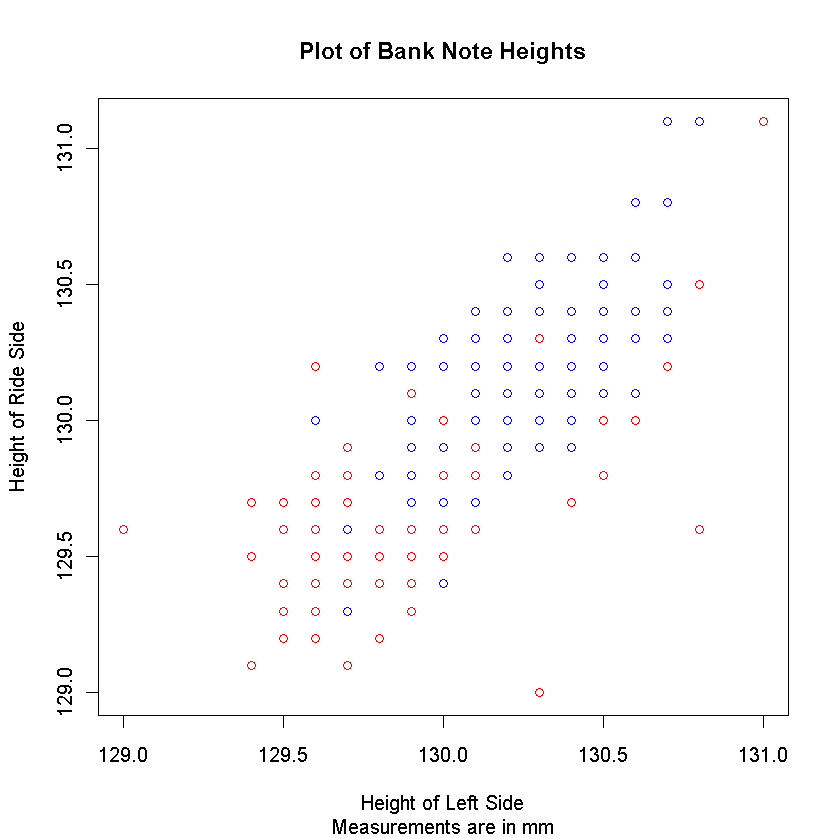 Plot of Bank Note Heights
Height of Ride Side
131.0
130.5
130.0
129.5
129.0
129.0 129.5 130.0 130.5 131.0
Height of Left Side
Measurements are in mm